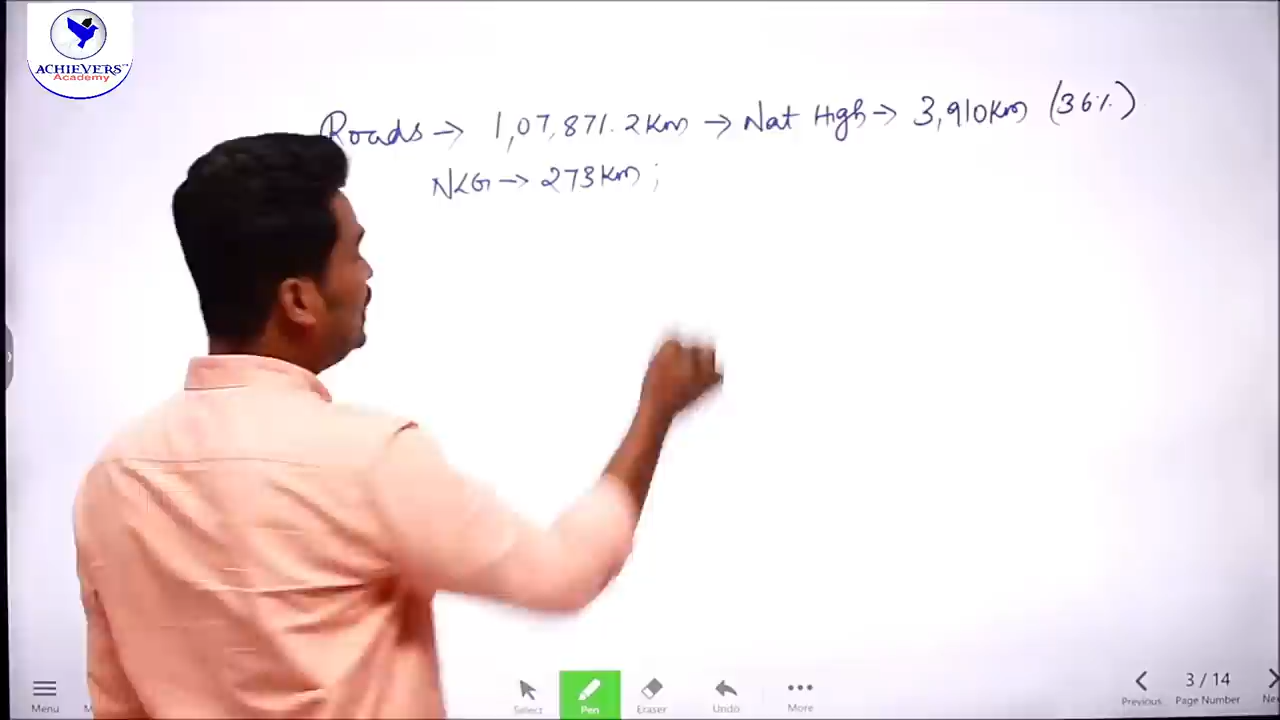 ACHIEVERS
Academy
Roads → 1,07,871.2Km → Nat High → 3,910Km (36%)
NLG → 273Km ;
Menu
Select
Pen
Eraser
Undo
More
Previous
3 / 14
Page Number